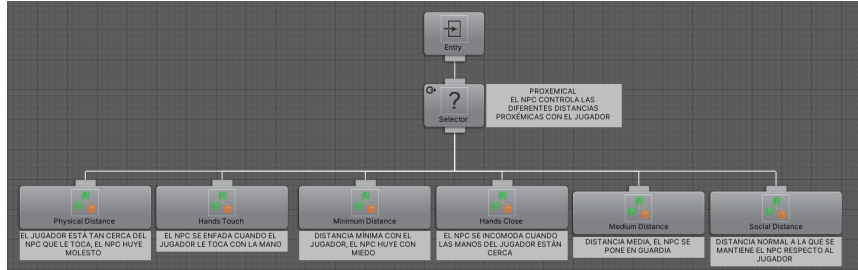 Entry
?
Selector
PROXEMICAL
EL NPC CONTROLA LAS
DIFERENTES DISTANCIAS
PROXÉMICAS CON EL JUGADOR
Physical Distance
EL JUGADOR ESTÁ TAN CERCA DEL
NPC QUE LE TOCA, EL NPC HUYE
MOLESTO
Hands Touch
EL NPC SE ENFADA CUANDO EL
JUGADOR LE TOCA CON LA MANO
Minimum Distance
DISTANCIA MÍNIMA CON EL
JUGADOR, EL NPC HUYE CON
MIEDO
Hands Close
EL NPC SE INCOMODA CUANDO
LAS MANOS DEL JUGADOR ESTÁN
CERCA
Medium Distance
DISTANCIA MEDIA, EL NPC SE
PONE EN GUARDIA
Social Distance
DISTANCIA NORMAL A LA QUE SE
MANTIENE EL NPC RESPECTO AL
JUGADOR